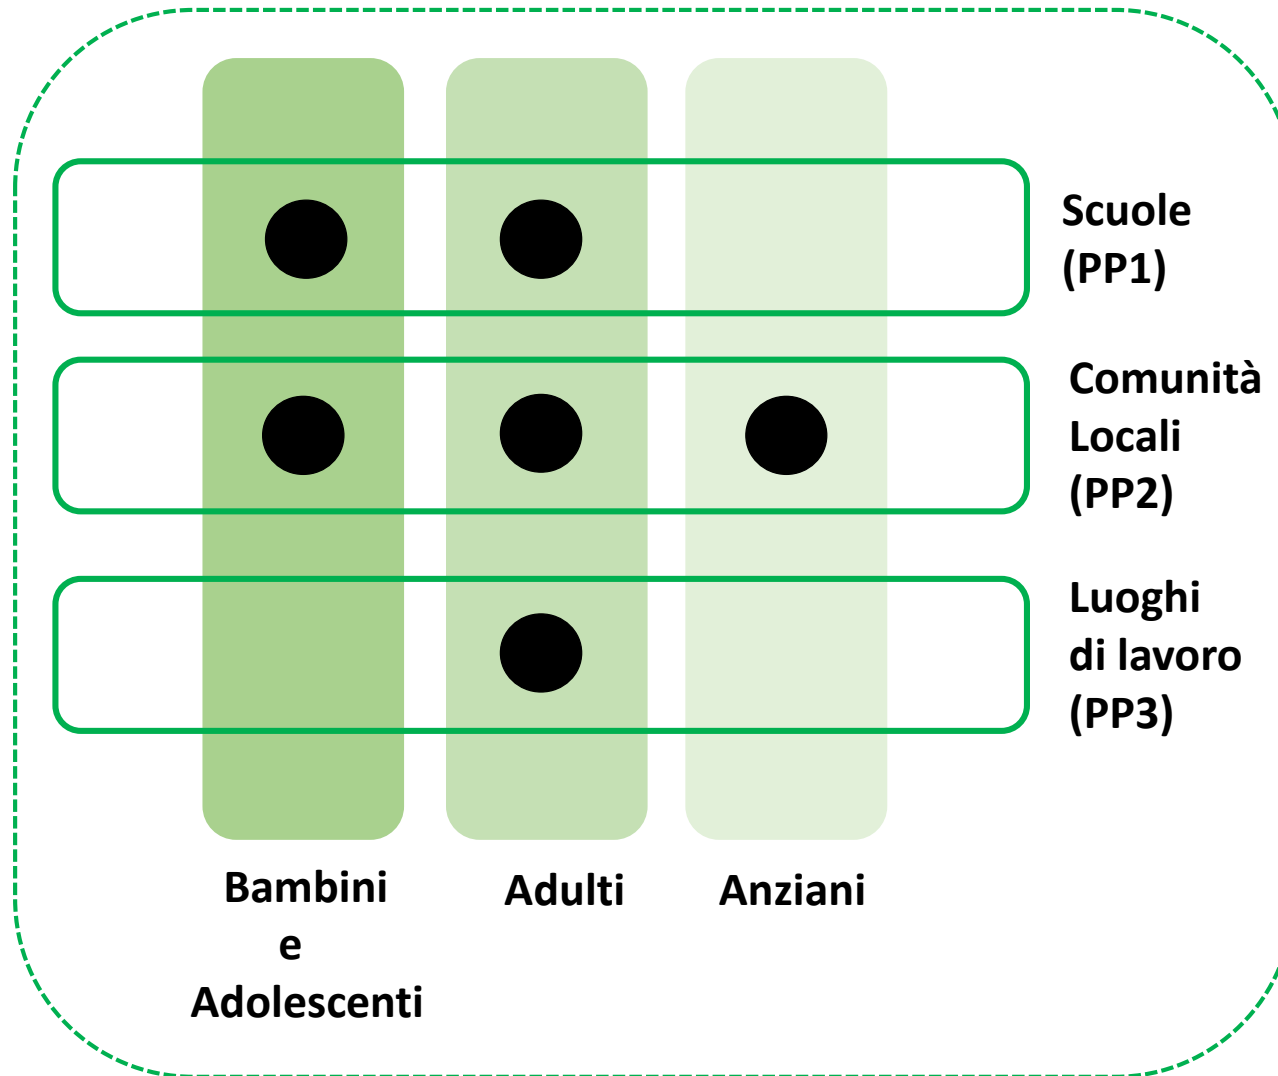 Scuole
(PP1)
Comunità
Locali
(PP2)
Luoghi
di lavoro
(PP3)
Bambini
e
Adolescenti
Adulti
Anziani